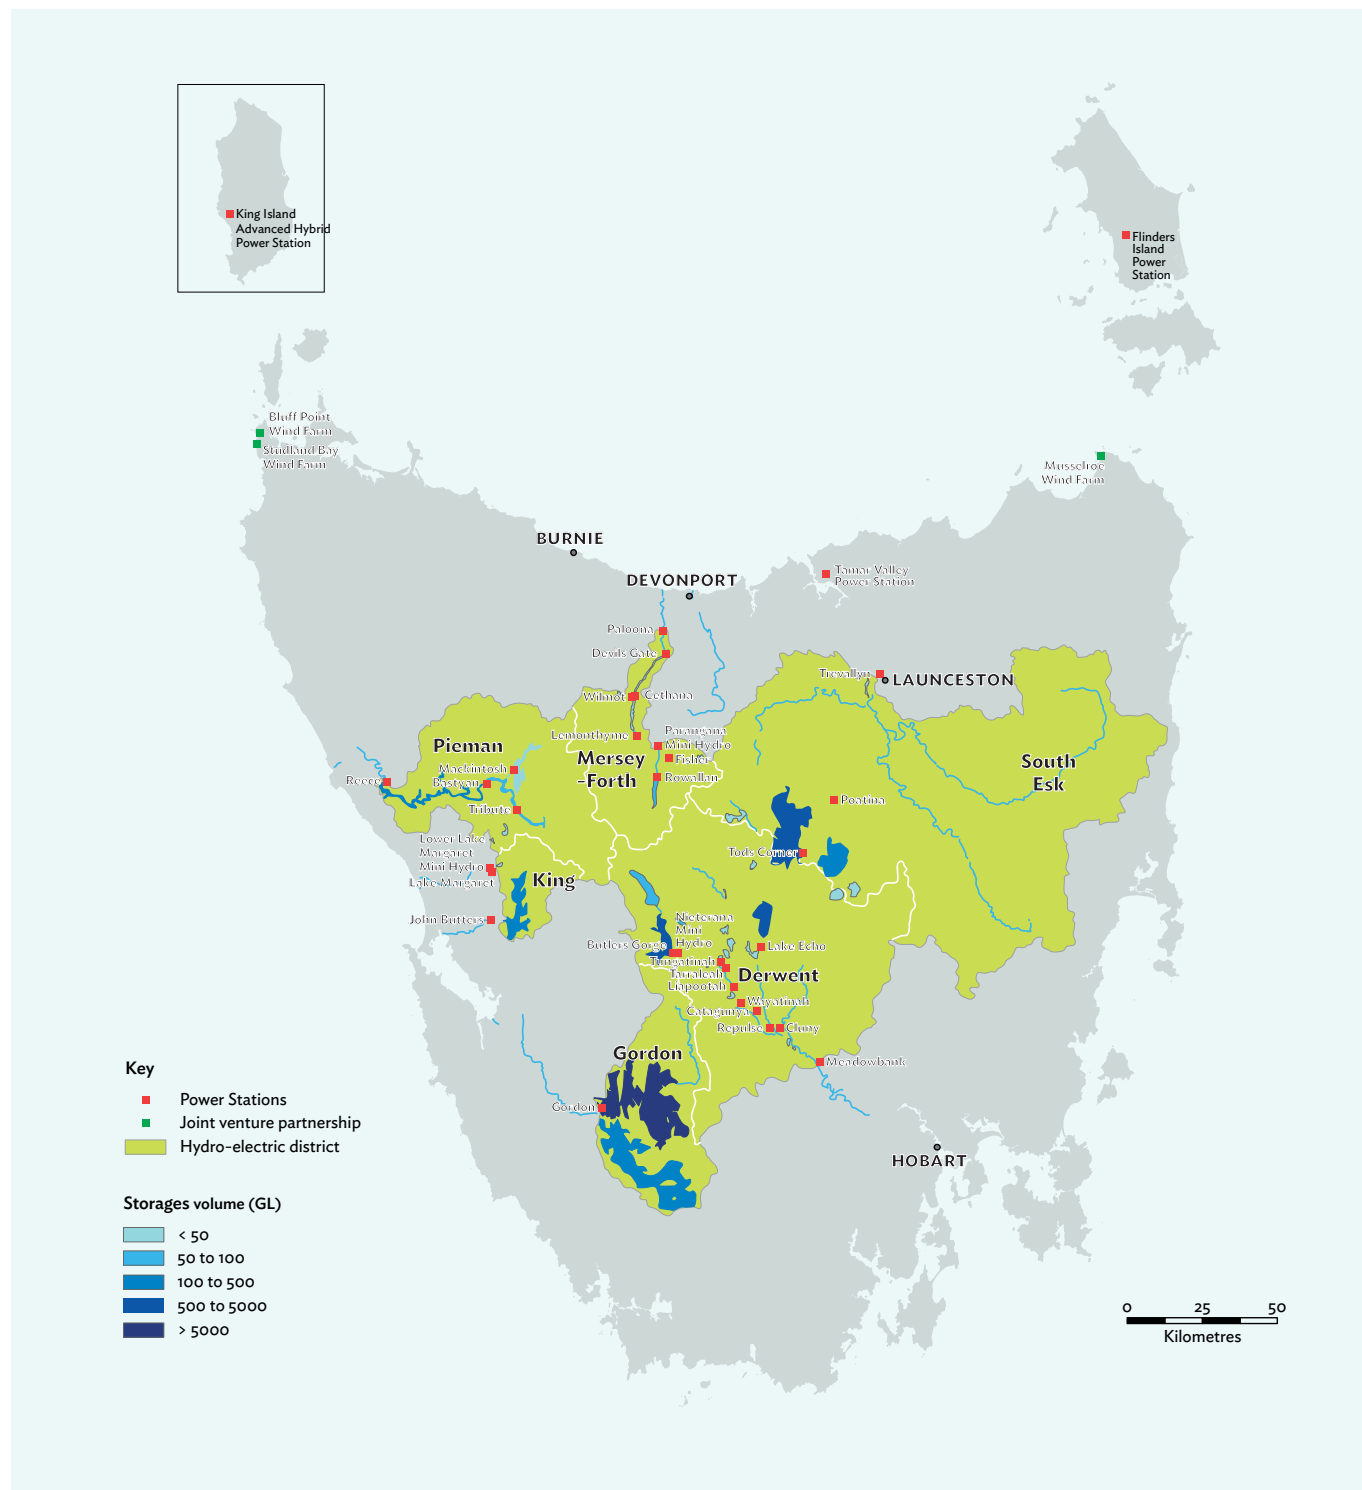 King Island
Advanced Hybrid
Power Station
Flinders
Island
Power
Station
Bluff Point
Wind Farm
Studland Bay
Wind Farm
Musselroe
Wind Farm
BURNIE
DEVONPORT
Tamar Valley
Power Station
Paloona
Devils Gate
Trevallyn
LAUNCESTON
Wilmot
Cethana
Lemonthyme
Parangana
Mini Hydro
Fisher
Rowallan
Pieman
Mersey
-Forth
South
Esk
Mackintosh
Bastyan
Reece
Tribute
Poatina
Lower Lake
Margaret
Mini Hydro
Lake Margaret
Tods Corner
King
John Butters
Nieterana
Mini
Hydro
Butlers Gorge
Lake Echo
Tungatinah
Tarraleah
Liapootah
Derwent
Wayatinah
Catagunya
Repulse
Cluny
Gordon
Meadowbank
Gordon
HOBART
Key
Power Stations
Joint venture partnership
Hydro-electric district
Storages volume (GL)
< 50
50 to 100
100 to 500
500 to 5000
> 5000
0 25 50
Kilometres